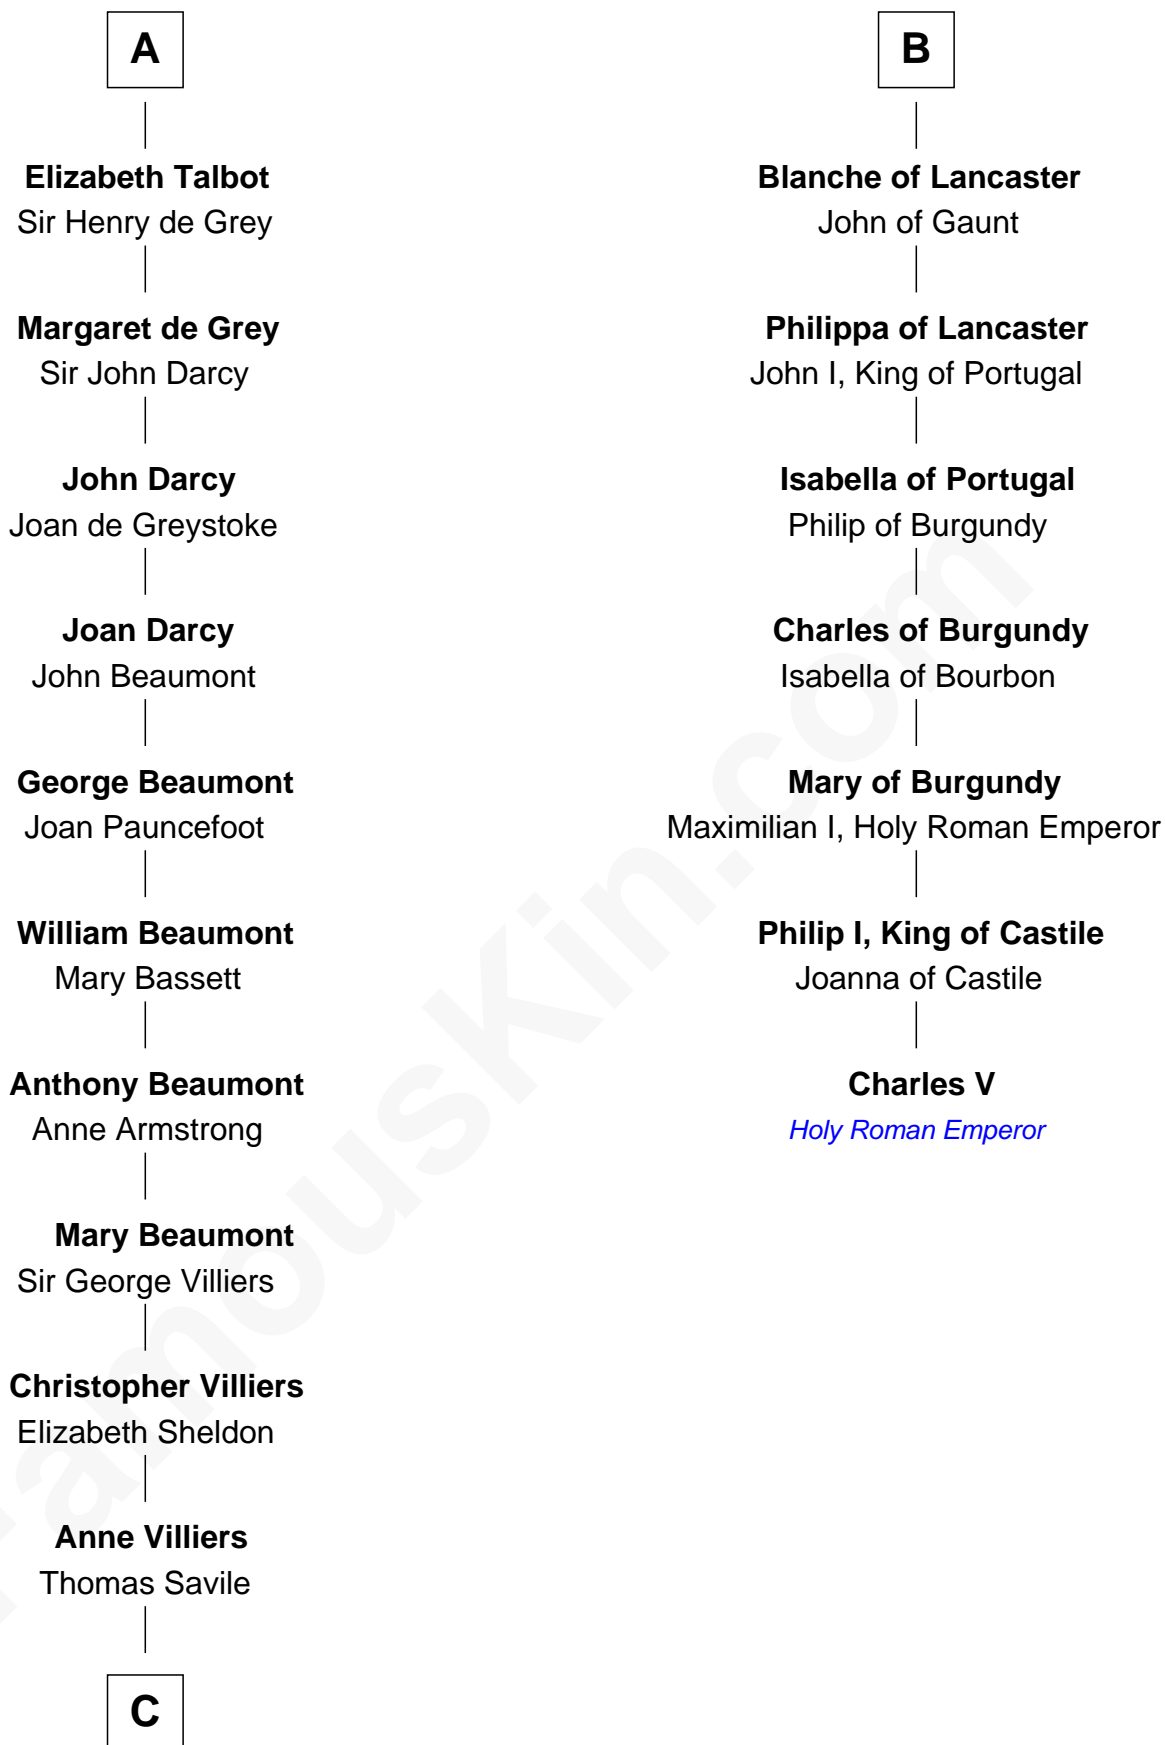 A
Elizabeth Talbot
Sir Henry de Grey
Margaret de Grey
Sir John Darcy
John Darcy
Joan de Greystoke
Joan Darcy
John Beaumont
George Beaumont
Joan Pauncefoot
William Beaumont
Mary Bassett
Anthony Beaumont
Anne Armstrong
Mary Beaumont
Sir George Villiers
Christopher Villiers
Elizabeth Sheldon
Anne Villiers
Thomas Savile
C
B
Blanche of Lancaster
John of Gaunt
Philippa of Lancaster
John I, King of Portugal
Isabella of Portugal
Philip of Burgundy
Charles of Burgundy
Isabella of Bourbon
Mary of Burgundy
Maximilian I, Holy Roman Emperor
Philip I, King of Castile
Joanna of Castile
Charles V
Holy Roman Emperor
FamousKin.com